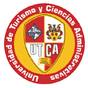 Universidad de Turismo y Ciencias Administrativas
UTCA